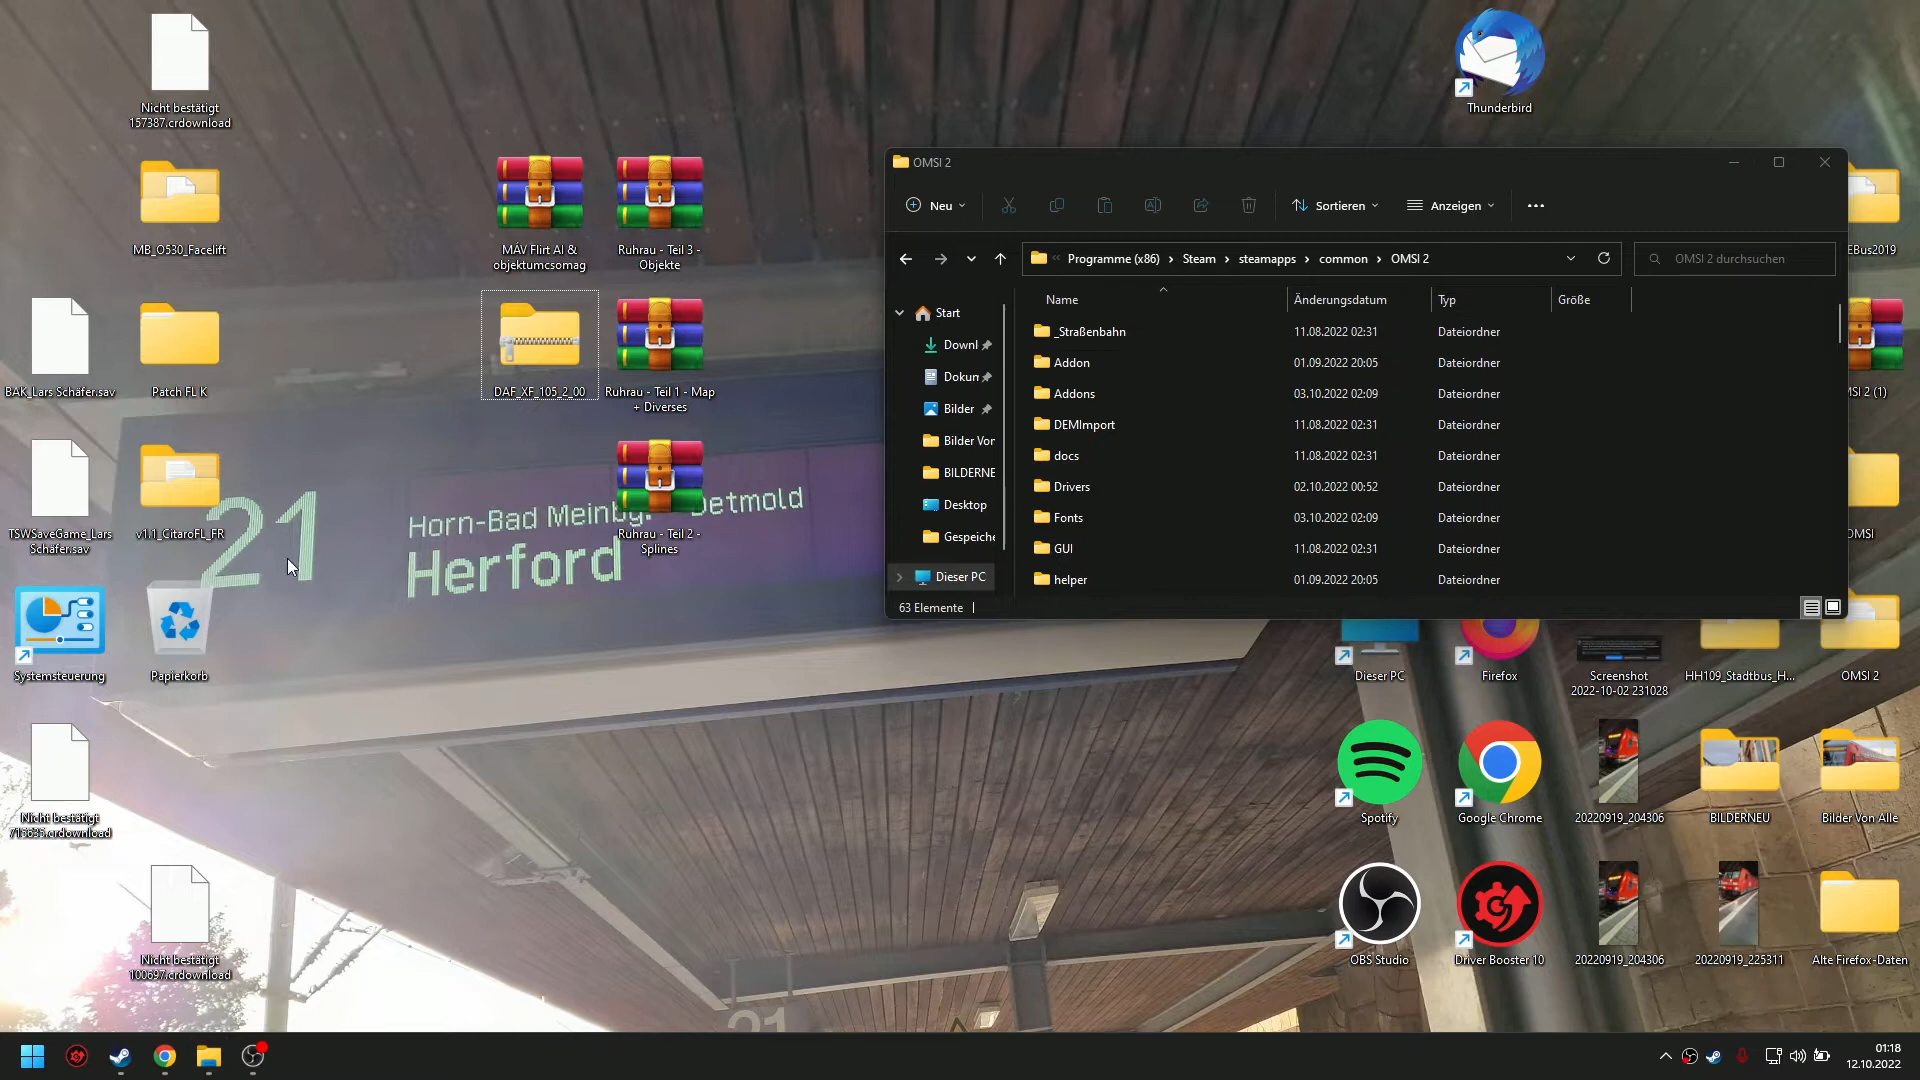 Nicht bestätigt
157387.crdownload
Thunderbird
MB_O530_Facelift
MÁV Flirt AI &
objektumcsomag
Ruhrau - Teil 3 -
Objekte
OMSI 2
Neu
Sortieren
Anzeigen
Programme (x86)
Steam
steamapps
common
OMSI 2
OMSI 2 durchsuchen
EBus2019
Start
Name
Änderungsdatum
Typ
Größe
Downl
_Straßenbahn
11.08.2022 02:31
Dateiordner
Dokun
Addon
01.09.2022 20:05
Dateiordner
Bilder
Addons
03.10.2022 02:09
Dateiordner
Bilder Vor
DEMImport
11.08.2022 02:31
Dateiordner
BILDERNE
docs
11.08.2022 02:31
Dateiordner
Desktop
Drivers
02.10.2022 00:52
Dateiordner
Gespeiche
Fonts
03.10.2022 02:09
Dateiordner
GUI
11.08.2022 02:31
Dateiordner
Dieser PC
helper
01.09.2022 20:05
Dateiordner
63 Elemente
BAK_Lars Schäfer.sav
Patch FL K
DAF_XF_105_2_00
Ruhrau - Teil 1 - Map
+ Diverses
SI 2 (1)
TSWSaveGame_Lars
Schäfer.sav
v1.1_CitaroFL_FR
Ruhrau - Teil 2 -
Splines
OMSI
21
Horn-Bad Meinbg. - Detmold
Herford
Systemsteuerung
Papierkorb
Dieser PC
Firefox
Screenshot
2022-10-02 231028
HH109_Stadtbus_H...
OMSI 2
Nicht bestätigt
713635.crdownload
Spotify
Google Chrome
20220919_204306
BILDERNEU
Bilder Von Alle
Nicht bestätigt
100697.crdownload
OBS Studio
Driver Booster 10
20220919_204306
20220919_225311
Alte Firefox-Daten
21
01:18
12.10.2022